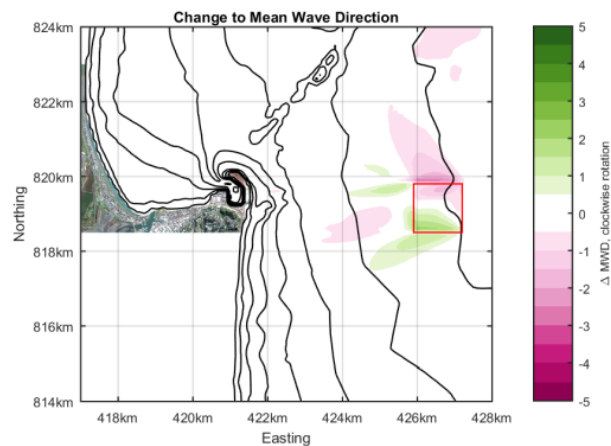 Change to Mean Wave Direction
824km
822km
820km
818km
816km
814km
Northing
418km 420km 422km 424km 426km 428km
Easting
5
4
3
2
1
0
-1
-2
-3
-4
-5
Δ MWD, clockwise rotation